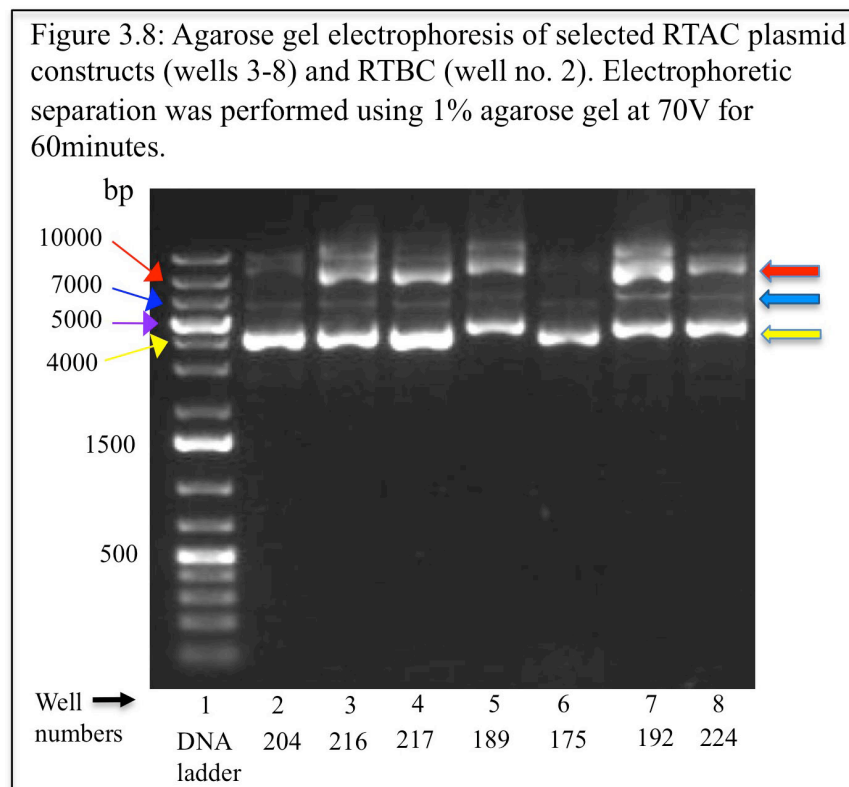 Figure 3.8: Agarose gel electrophoresis of selected RTAC plasmid
constructs (wells 3-8) and RTBC (well no. 2). Electrophoretic
separation was performed using 1% agarose gel at 70V for
60minutes.
bp
10000
7000
5000
4000
1500
500
Well
numbers
1 2 3 4 5 6 7 8
DNA ladder
204 216 217 189 175 192 224